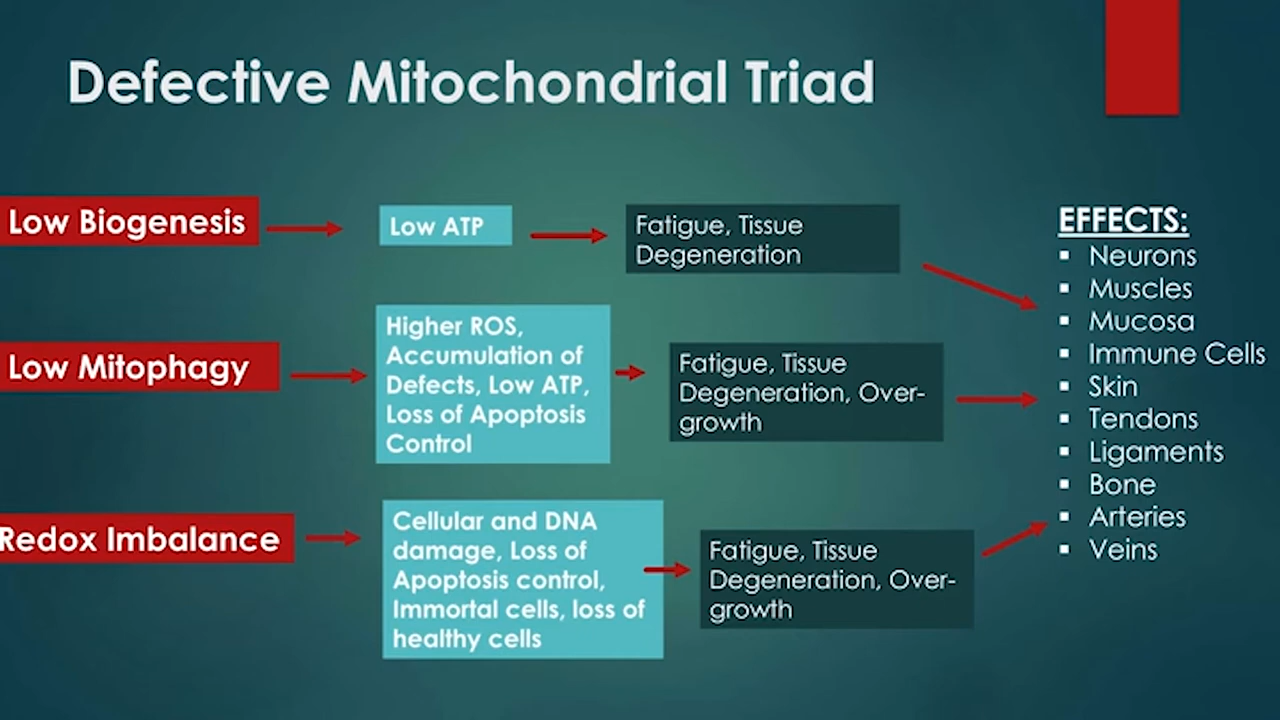 Defective Mitochondrial Triad
Low Biogenesis
Low ATP
Fatigue, Tissue
Degeneration
Low Mitophagy
Higher ROS,
Accumulation of
Defects, Low ATP,
Loss of Apoptosis
Control
Fatigue, Tissue
Degeneration, Over-
growth
Redox Imbalance
Cellular and DNA
damage, Loss of
Apoptosis control,
Immortal cells, loss of
healthy cells
Fatigue, Tissue
Degeneration, Over-
growth
EFFECTS:
▪ Neurons
▪ Muscles
▪ Mucosa
▪ Immune Cells
▪ Skin
▪ Tendons
▪ Ligaments
▪ Bone
▪ Arteries
▪ Veins